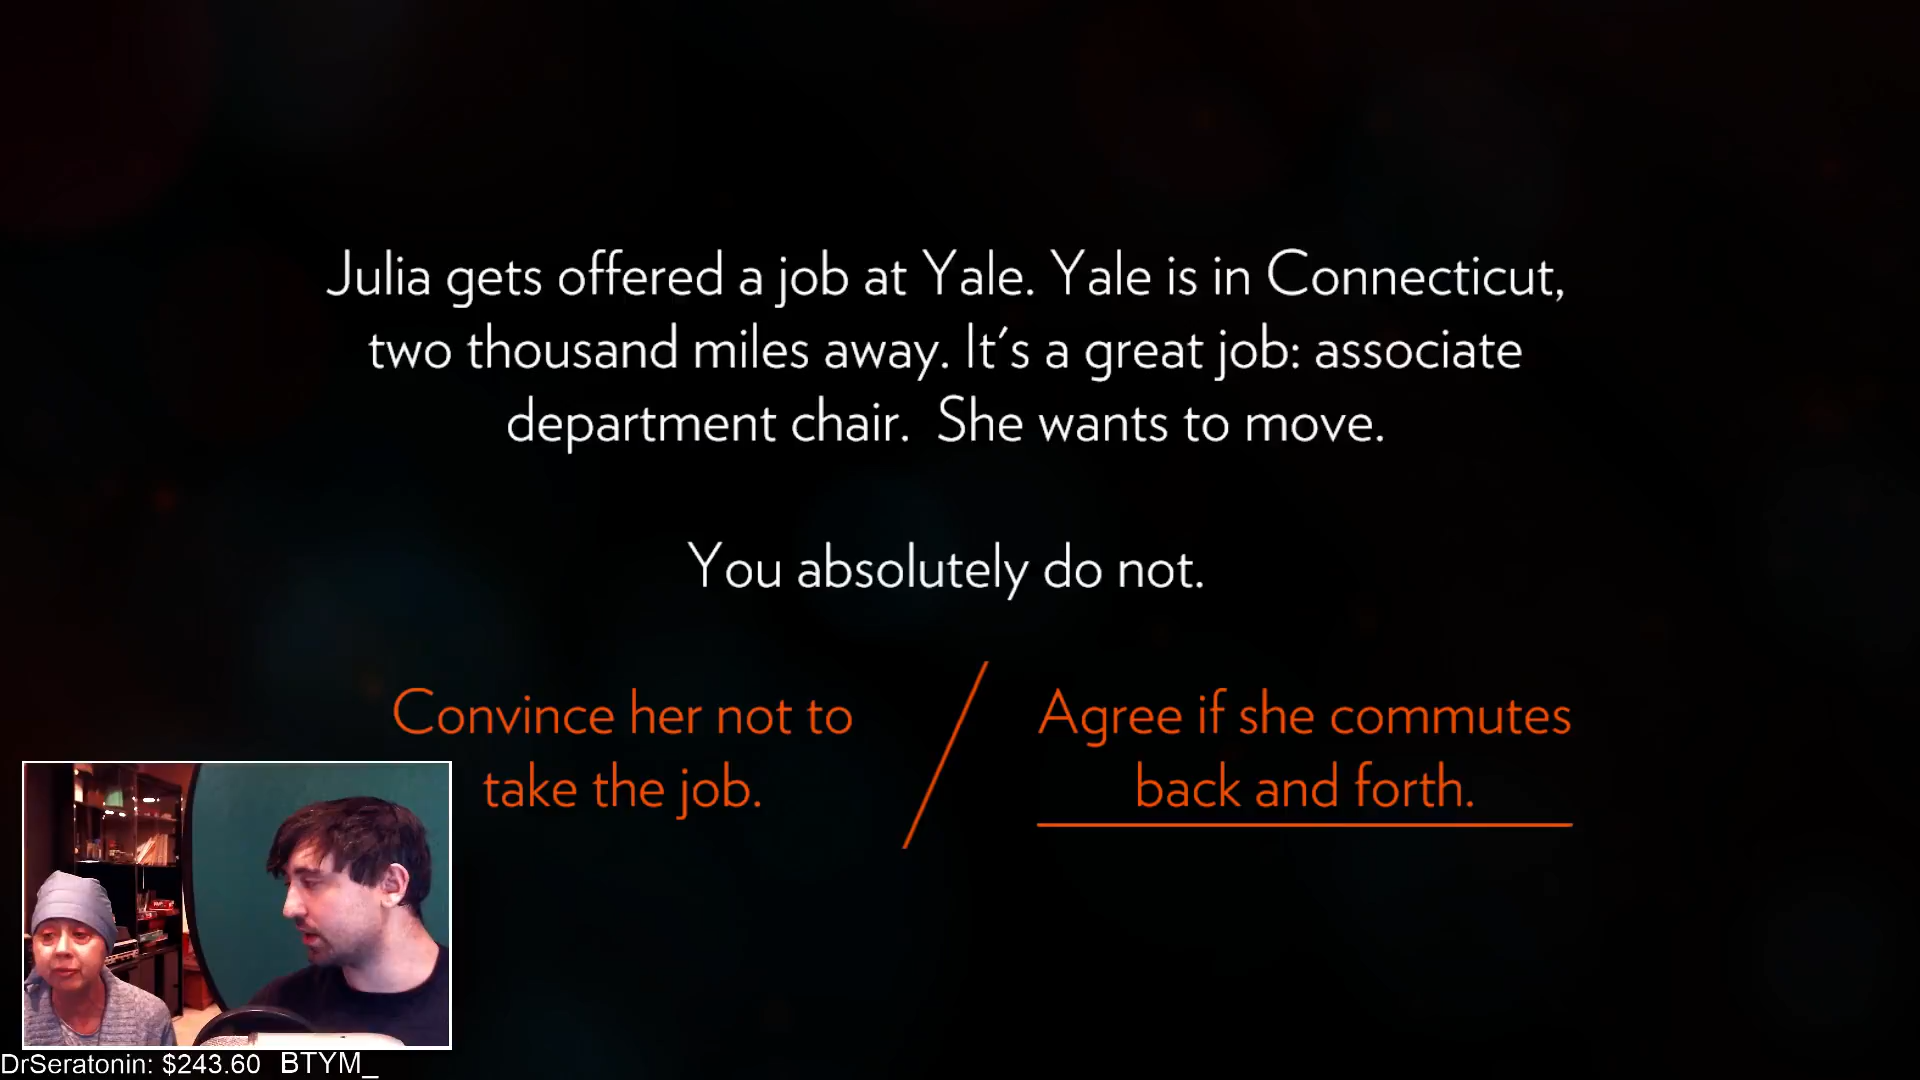 Julia gets offered a job at Yale. Yale is in Connecticut,
two thousand miles away. It's a great job: associate
department chair.  She wants to move.
You absolutely do not.
Convince her not to
take the job.
Agree if she commutes
back and forth.
DrSeratonin: $243.60   BTYM_